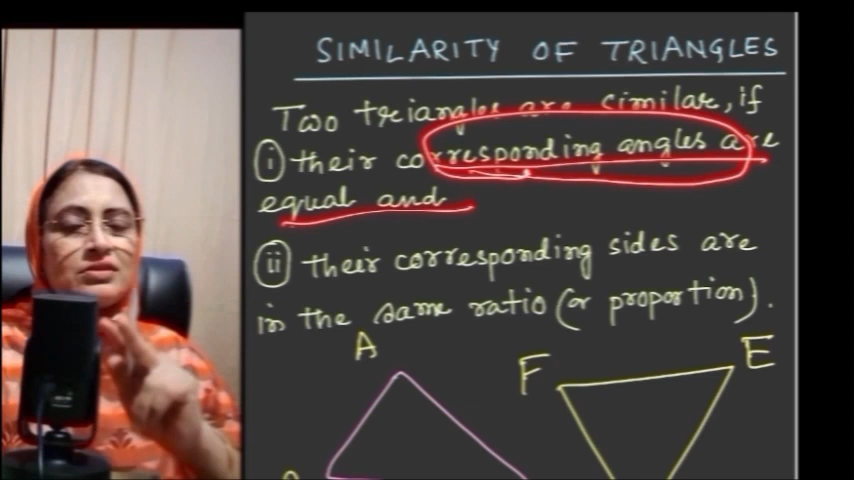 SIMILARITY OF TRIANGLES
Two triangles are similar, if
(i) their corresponding angles are
equal and
(ii) their corresponding sides are
in the same ratio (or proportion).
A
F E